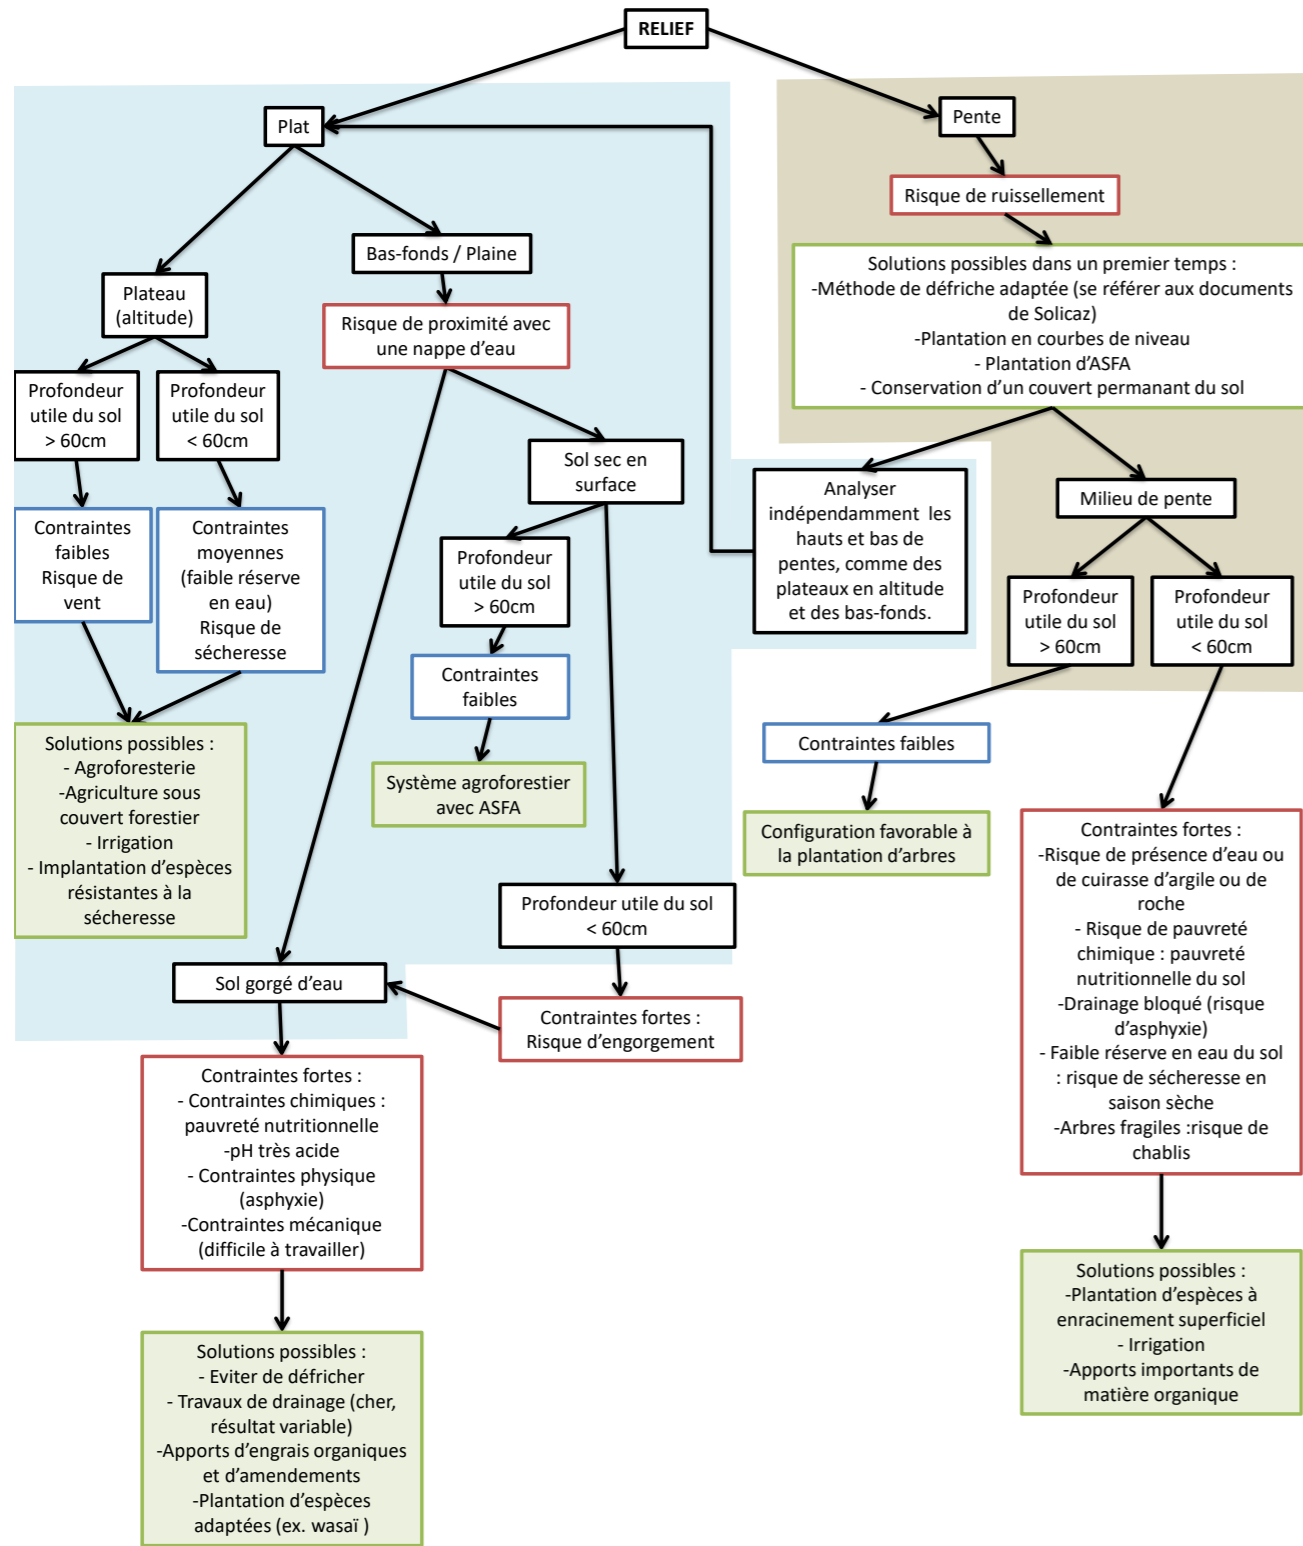 RELIEF
Plat
Pente
Risque de ruissellement
Bas-fonds / Plaine
Plateau
(altitude)
Risque de proximité avec
une nappe d'eau
Solutions possibles dans un premier temps :
-Méthode de défriche adaptée (se référer aux documents
de Solicaz)
-Plantation en courbes de niveau
- Plantation d'ASFA
- Conservation d'un couvert permanant du sol
Profondeur
utile du sol
> 60cm
Profondeur
utile du sol
< 60cm
Sol sec en
surface
Analyser
indépendamment les
hauts et bas de
pentes, comme des
plateaux en altitude
et des bas-fonds.
Milieu de pente
Contraintes
faibles
Risque de
vent
Contraintes
moyennes
(faible réserve
en eau)
Risque de
sécheresse
Profondeur
utile du sol
> 60cm
Profondeur
utile du sol
> 60cm
Profondeur
utile du sol
< 60cm
Contraintes
faibles
Contraintes faibles
Solutions possibles :
- Agroforesterie
-Agriculture sous
couvert forestier
- Irrigation
- Implantation d'espèces
résistantes à la
sécheresse
Système agroforestier
avec ASFA
Configuration favorable à
la plantation d'arbres
Contraintes fortes :
-Risque de présence d'eau ou
de cuirasse d'argile ou de
roche
- Risque de pauvreté
chimique : pauvreté
nutritionnelle du sol
-Drainage bloqué (risque
d'asphyxie)
- Faible réserve en eau du sol
: risque de sécheresse en
saison sèche
-Arbres fragiles :risque de
chablis
Profondeur utile du sol
< 60cm
Sol gorgé d'eau
Contraintes fortes :
Risque d'engorgement
Contraintes fortes :
- Contraintes chimiques :
pauvreté nutritionnelle
-pH très acide
- Contraintes physique
(asphyxie)
-Contraintes mécanique
(difficile à travailler)
Solutions possibles :
-Plantation d'espèces à
enracinement superficiel
- Irrigation
- Apports importants de
matière organique
Solutions possibles :
- Eviter de défricher
- Travaux de drainage (cher,
résultat variable)
-Apports d'engrais organiques
et d'amendements
-Plantation d'espèces
adaptées (ex. wasaï )